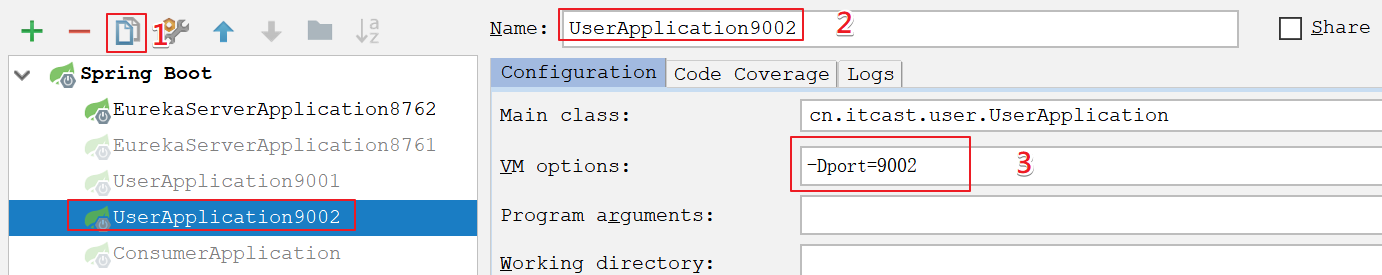 1
Name: UserApplication9002 2 Share
Spring Boot
Configuration Code Coverage Logs
EurekaServerApplication8762
Main class: cn.itcast.user.UserApplication
EurekaServerApplication8761
VM options: -Dport=9002 3
UserApplication9001
UserApplication9002
Program arguments:
ConsumerApplication
Working directory: